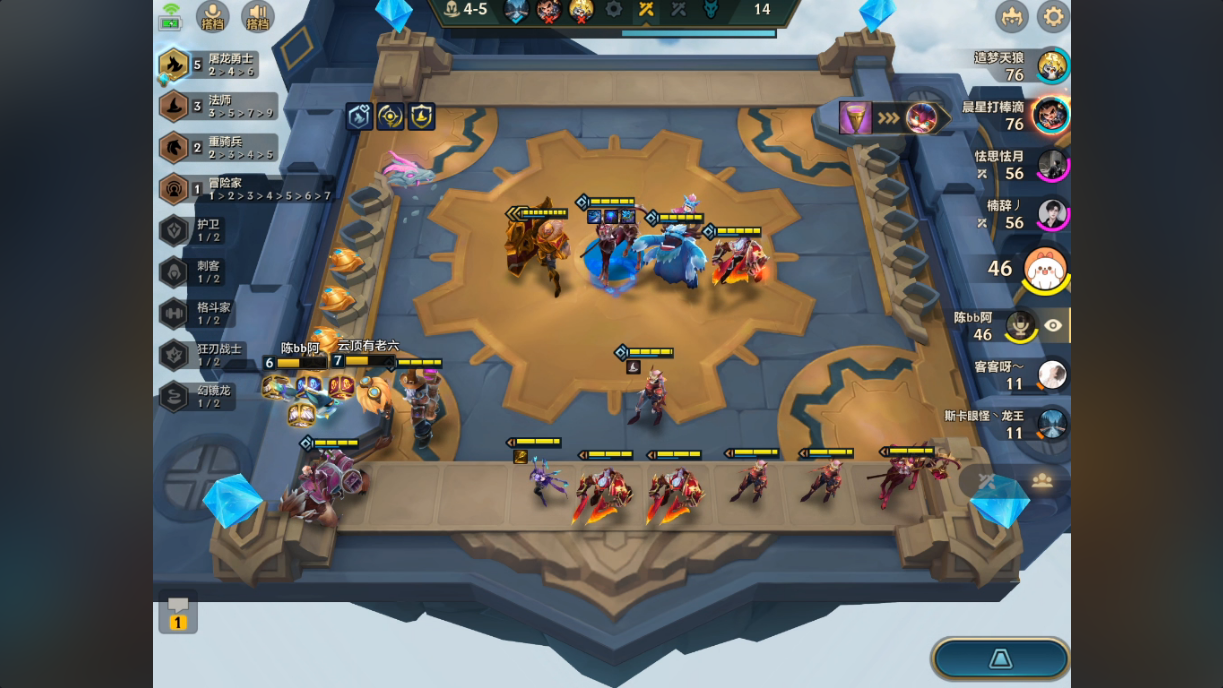 搭档
搭档
4-5
14
5
屠龙勇士
2 > 4 > 6
3
法师
3 > 5 > 7 > 9
2
重骑兵
2 > 3 > 4 > 5
1
冒险家
1 > 2 > 3 > 4 > 5 > 6 > 7
护卫
1 / 2
刺客
1 / 2
格斗家
1 / 2
狂刃战士
1 / 2
幻镜龙
1 / 2
造梦天狼
76
晨星打棒滴
76
怯思怯月
56
楠辞丿
56
46
陈bb阿
46
客客呀～
11
斯卡眼怪丶龙王
11
陈bb阿
6
云顶有老六
7
1